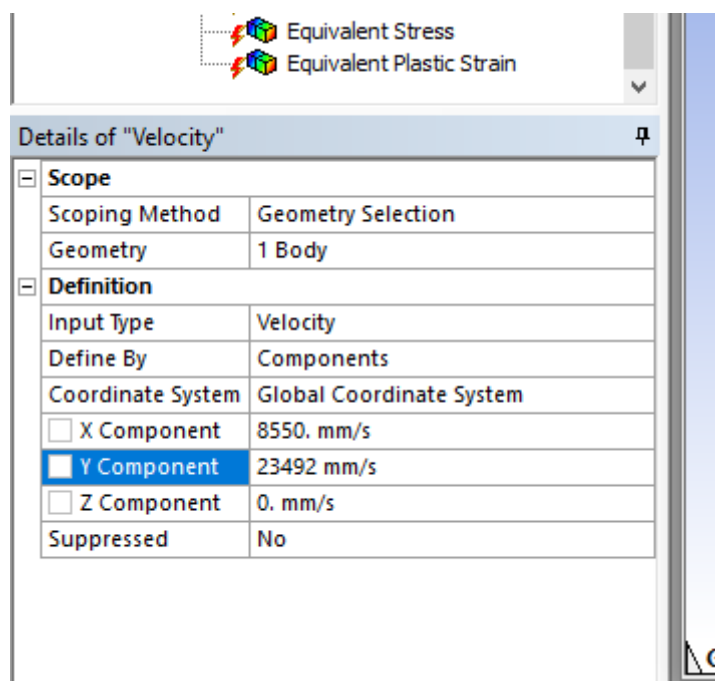 Equivalent Stress
Equivalent Plastic Strain
Details of "Velocity"
Scope
Scoping Method Geometry Selection
Geometry 1 Body
Definition
Input Type Velocity
Define By Components
Coordinate System Global Coordinate System
X Component 8550. mm/s
Y Component 23492 mm/s
Z Component 0. mm/s
Suppressed No